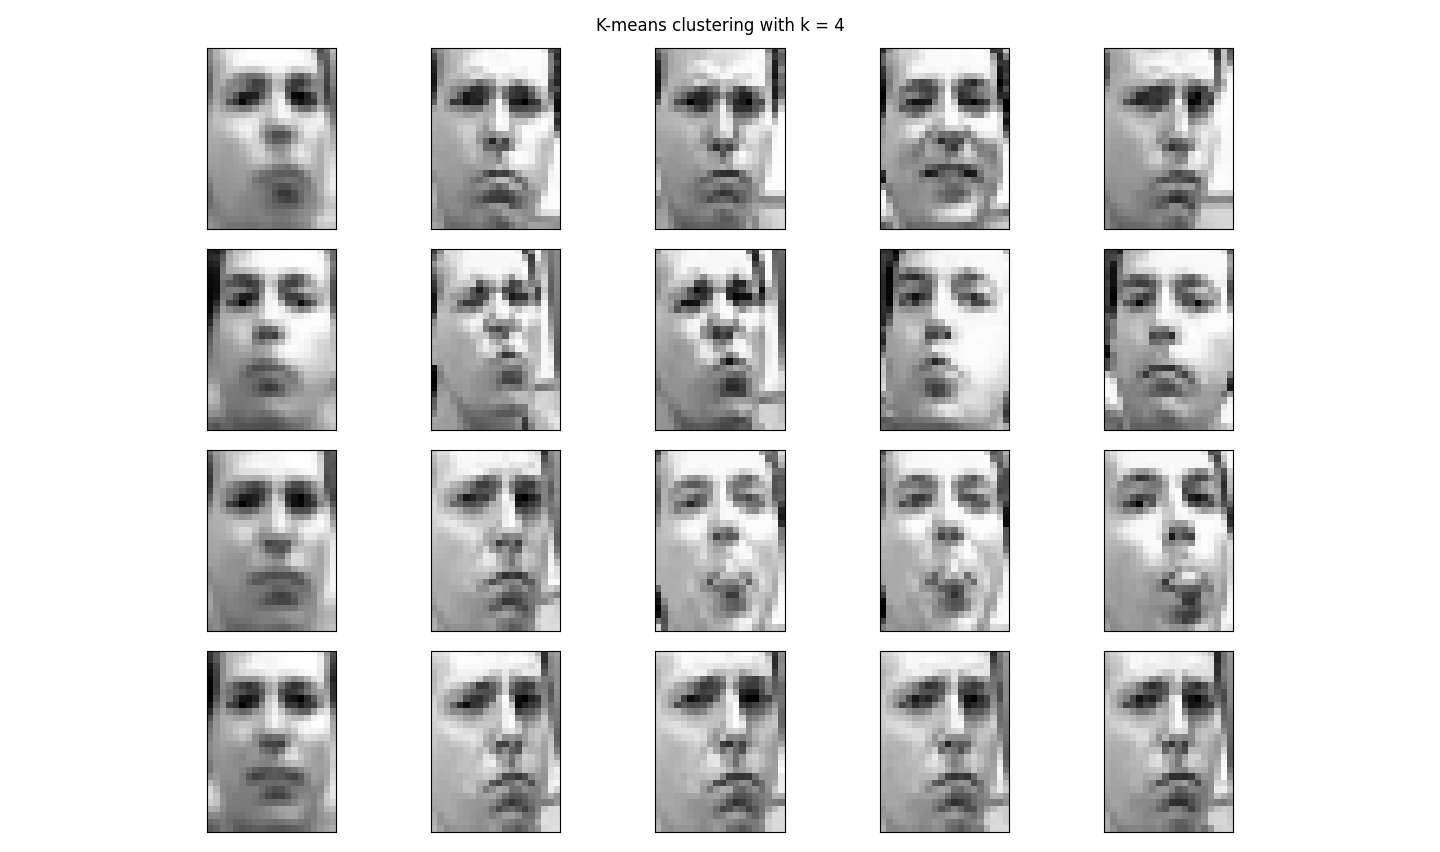 K-means clustering with k = 4